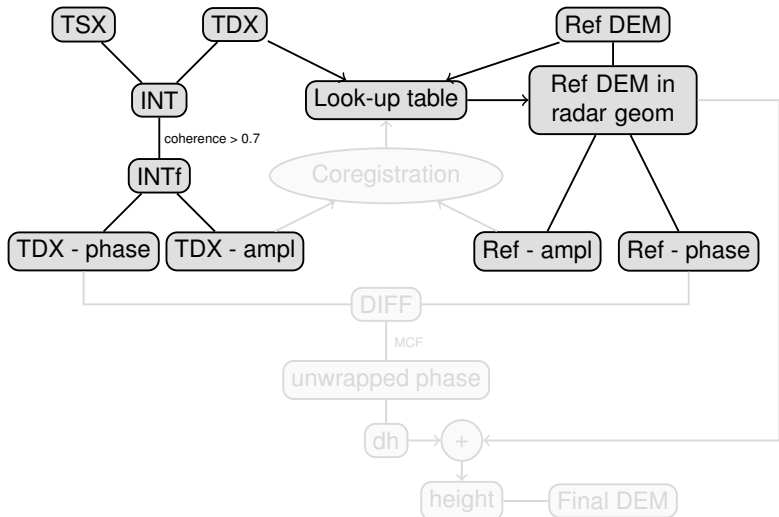 TSX
TDX
Ref DEM
INT
Look-up table
Ref DEM in
radar geom
coherence > 0.7
INTf
Coregistration
TDX - phase
TDX - ampl
Ref - ampl
Ref - phase
DIFF
MCF
unwrapped phase
dh
+
height
Final DEM